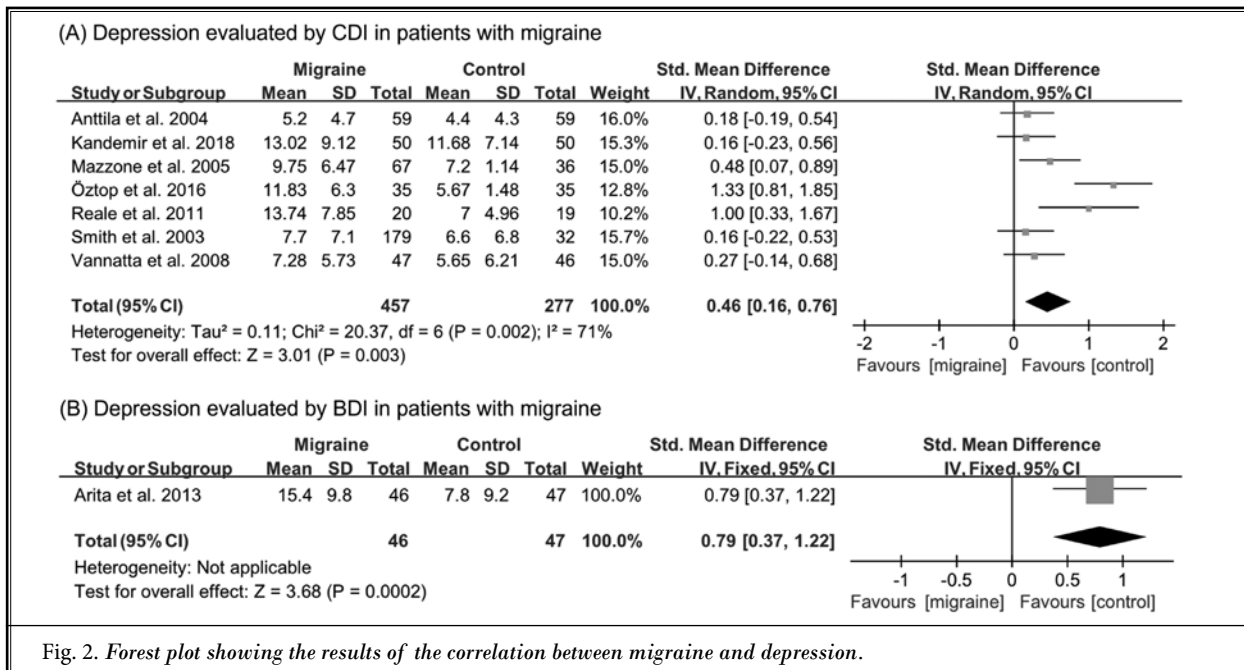 (A) Depression evaluated by CDI in patients with migraine
Migraine Control Std. Mean Difference Std. Mean Difference
Study or Subgroup Mean SD Total Mean SD Total Weight IV, Random, 95% CI IV, Random, 95% CI
Anttila et al. 2004 5.2 4.7 59 4.4 4.3 59 16.0% 0.18 [-0.19, 0.54]
Kandemir et al. 2018 13.02 9.12 50 11.68 7.14 50 15.3% 0.16 [-0.23, 0.56]
Mazzone et al. 2005 9.75 6.47 67 7.2 1.14 36 15.0% 0.48 [0.07, 0.89]
Öztop et al. 2016 11.83 6.3 35 5.67 1.48 35 12.8% 1.33 [0.81, 1.85]
Reale et al. 2011 13.74 7.85 20 7 4.96 19 10.2% 1.00 [0.33, 1.67]
Smith et al. 2003 7.7 7.1 179 6.6 6.8 32 15.7% 0.16 [-0.22, 0.53]
Vannatta et al. 2008 7.28 5.73 47 5.65 6.21 46 15.0% 0.27 [-0.14, 0.68]
Total (95% CI) 457 277 100.0% 0.46 [0.16, 0.76]
Heterogeneity: Tau² = 0.11; Chi² = 20.37, df = 6 (P = 0.002); I² = 71%
Test for overall effect: Z = 3.01 (P = 0.003)
-2 -1 0 1 2
Favours [migraine] Favours [control]
(B) Depression evaluated by BDI in patients with migraine
Migraine Control Std. Mean Difference Std. Mean Difference
Study or Subgroup Mean SD Total Mean SD Total Weight IV, Fixed, 95% CI IV, Fixed, 95% CI
Arita et al. 2013 15.4 9.8 46 7.8 9.2 47 100.0% 0.79 [0.37, 1.22]
Total (95% CI) 46 47 100.0% 0.79 [0.37, 1.22]
Heterogeneity: Not applicable
Test for overall effect: Z = 3.68 (P = 0.0002)
-1 -0.5 0 0.5 1
Favours [migraine] Favours [control]
Fig. 2. Forest plot showing the results of the correlation between migraine and depression.